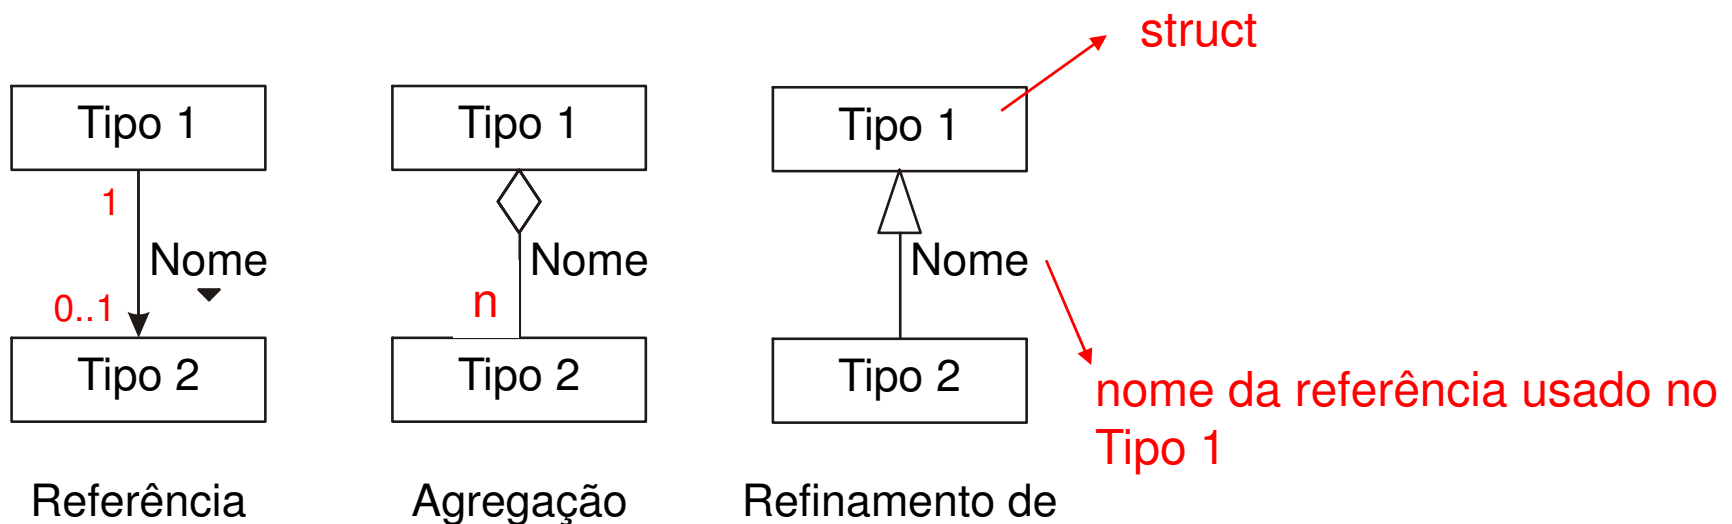 struct
Tipo 1
Tipo 1
Tipo 1
1
Nome
Nome
Nome
0..1
n
Tipo 2
Tipo 2
Tipo 2
nome da referência usado no
Tipo 1
Referência
Agregação
Refinamento de